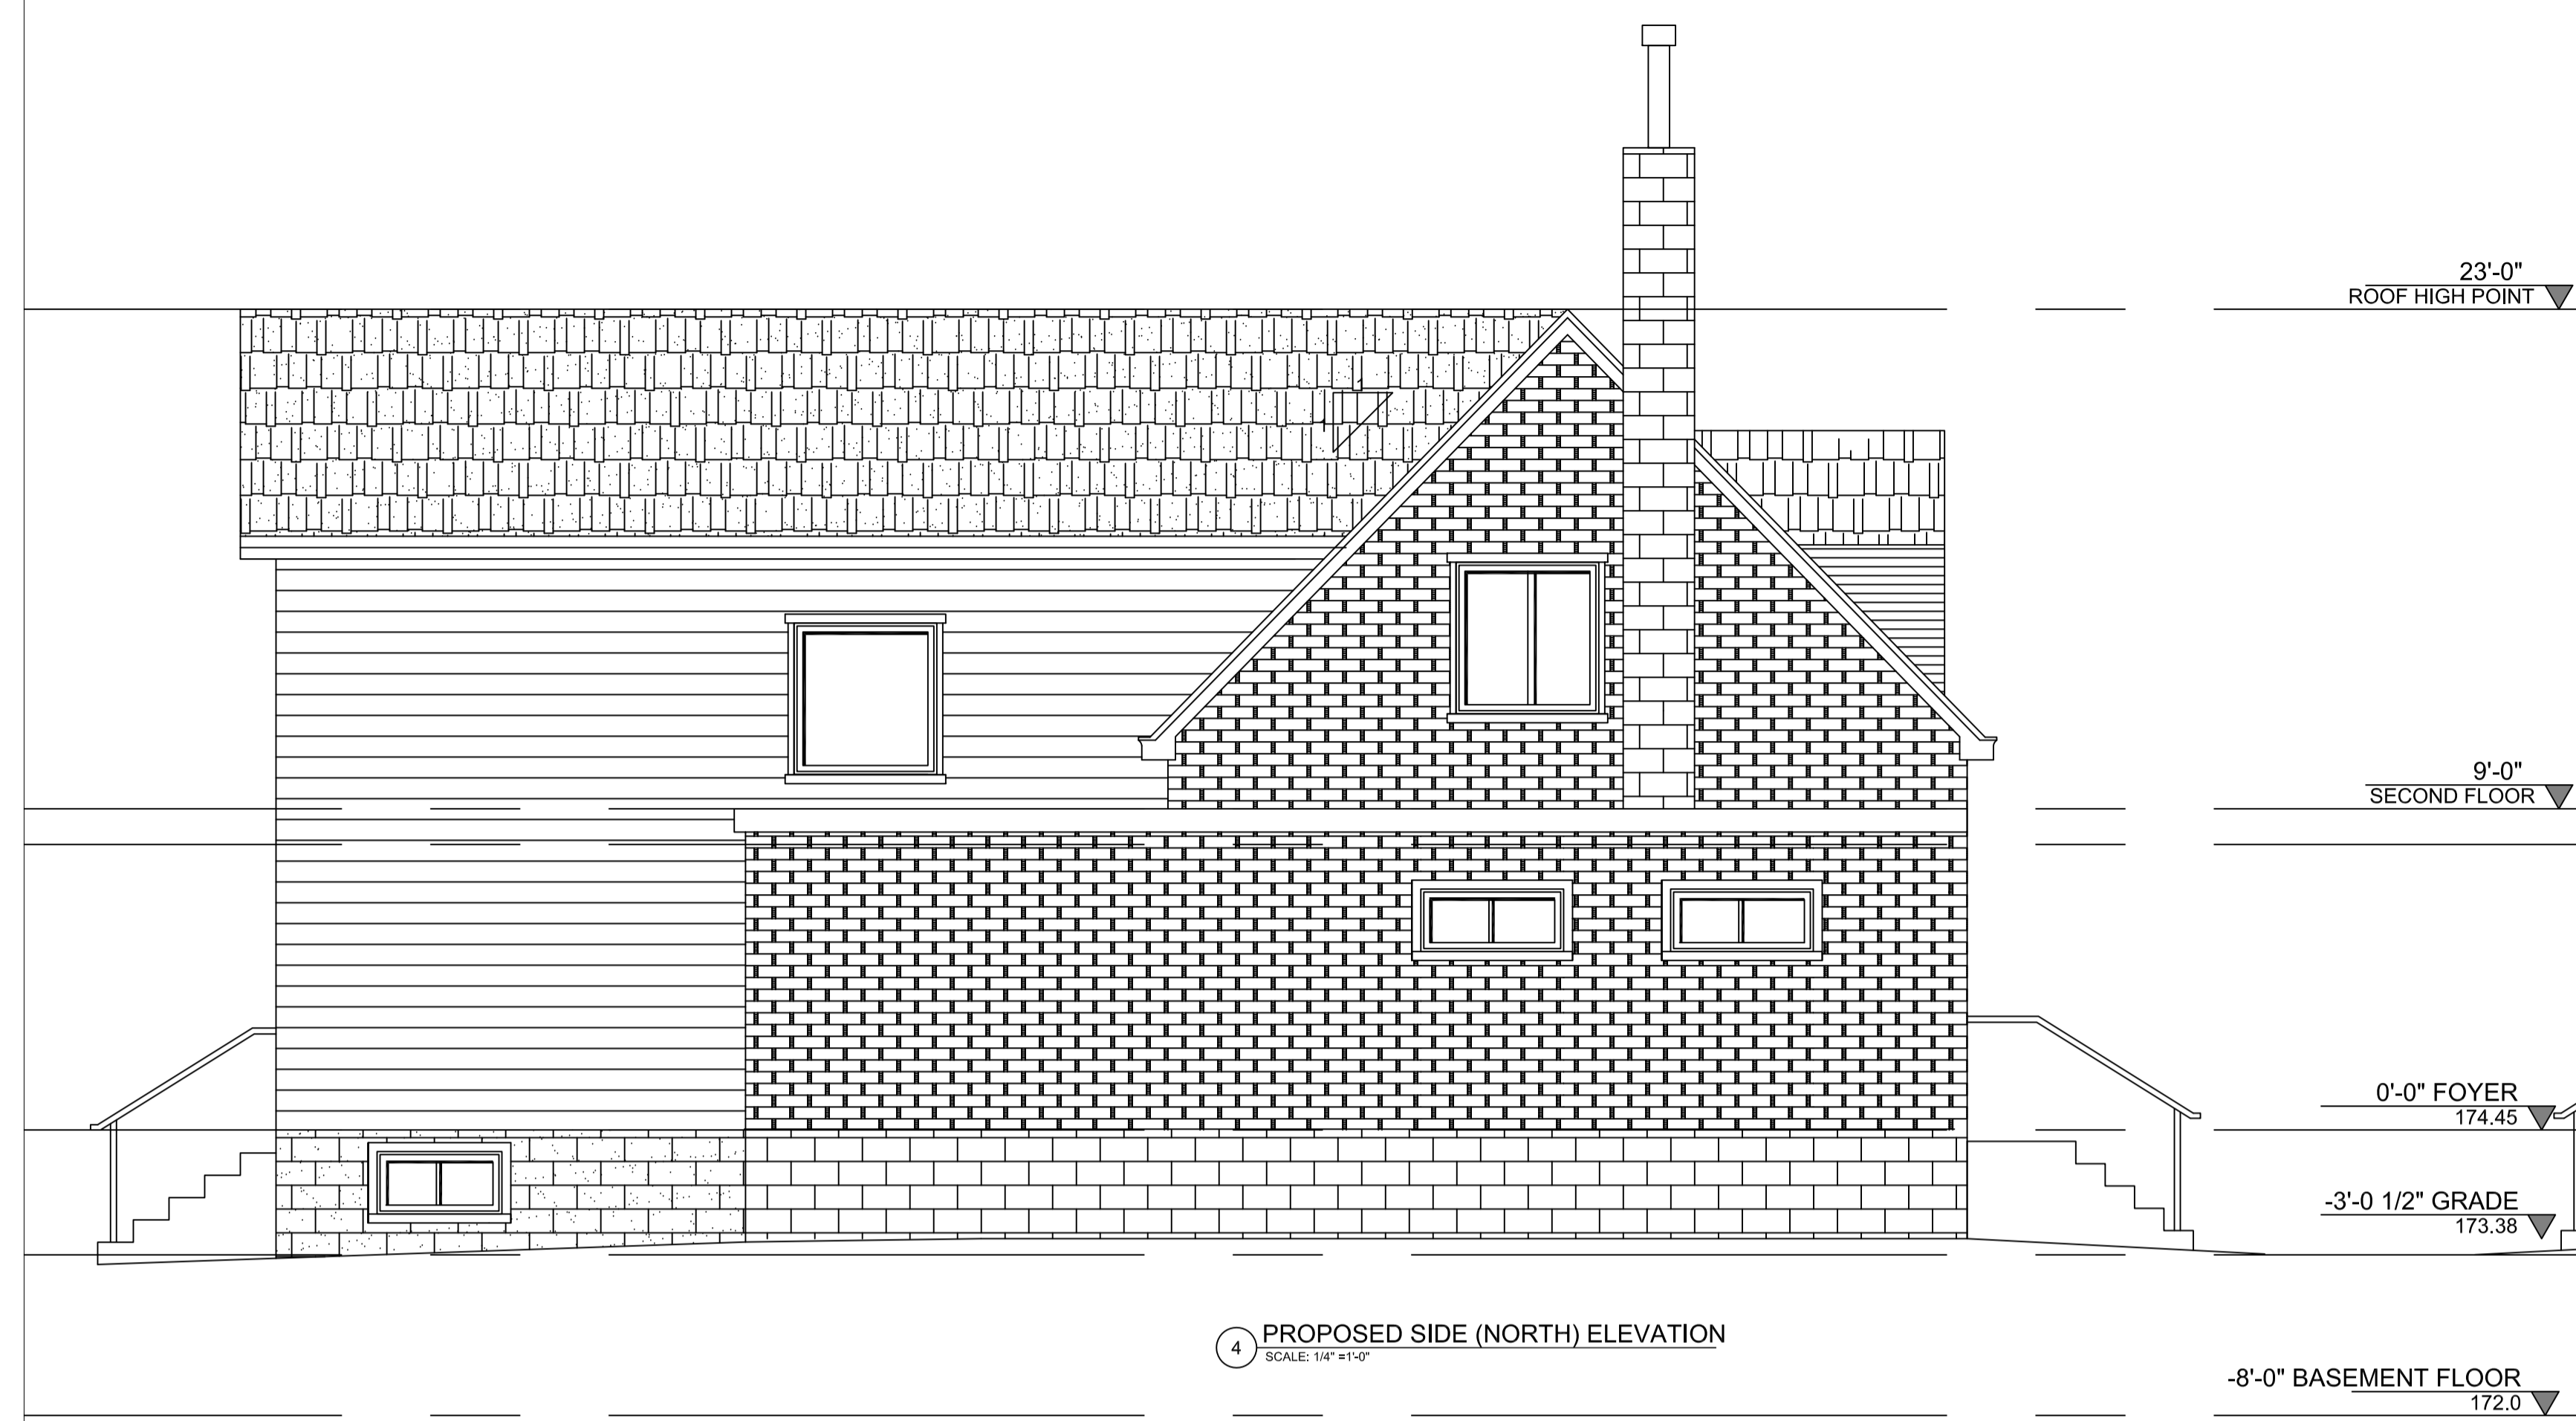 23'-0"
ROOF HIGH POINT
9'-0"
SECOND FLOOR
0'-0" FOYER
174.45
-3'-0 1/2" GRADE
173.38
4
PROPOSED SIDE (NORTH) ELEVATION
SCALE: 1/4" =1'-0"
-8'-0" BASEMENT FLOOR
172.0